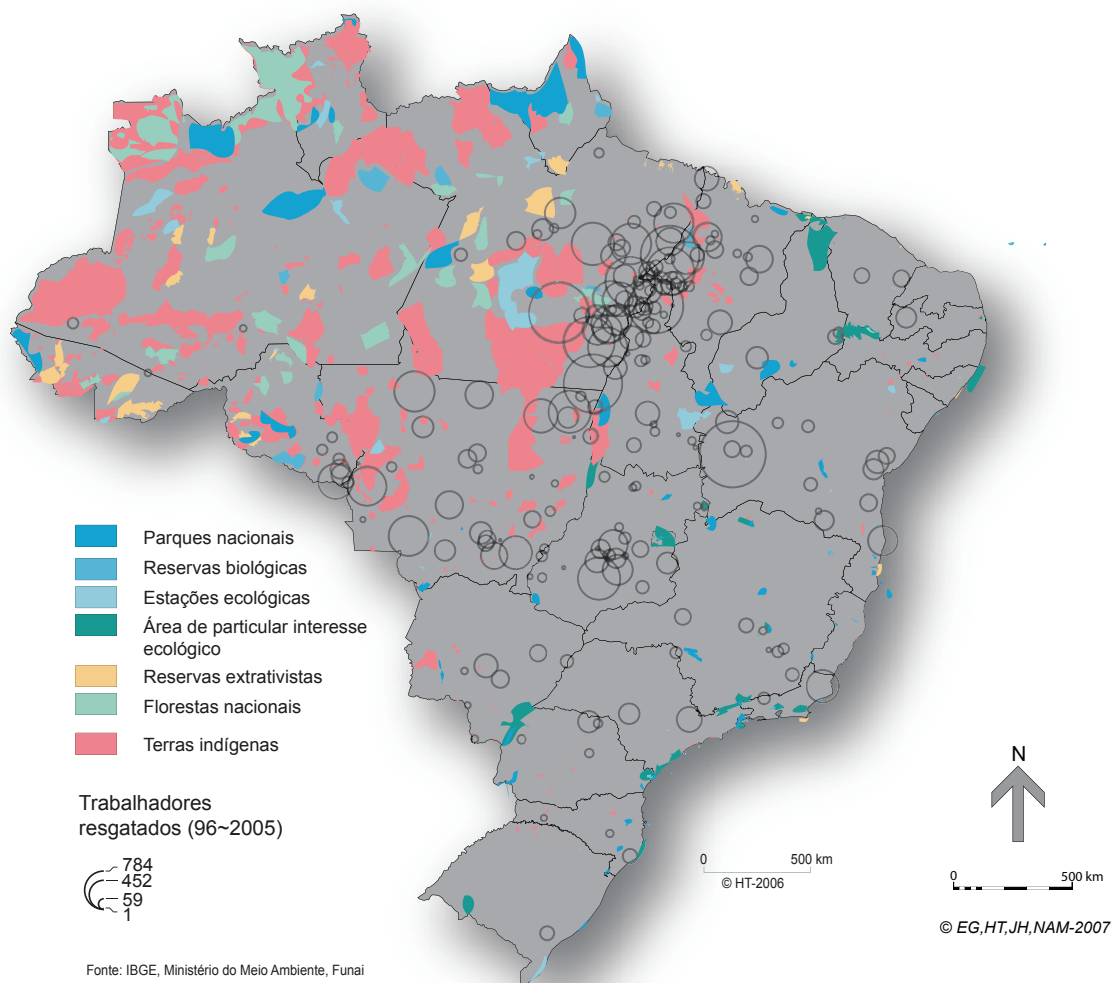 Parques nacionais
Reservas biológicas
Estações ecológicas
Área de particular interesse
ecológico
Reservas extrativistas
Florestas nacionais
Terras indígenas
Trabalhadores
resgatados (96~2005)
784
452
59
1
Fonte: IBGE, Ministério do Meio Ambiente, Funai
0 500 km
© HT-2006
N
0 500 km
© EG,HT,JH,NAM-2007